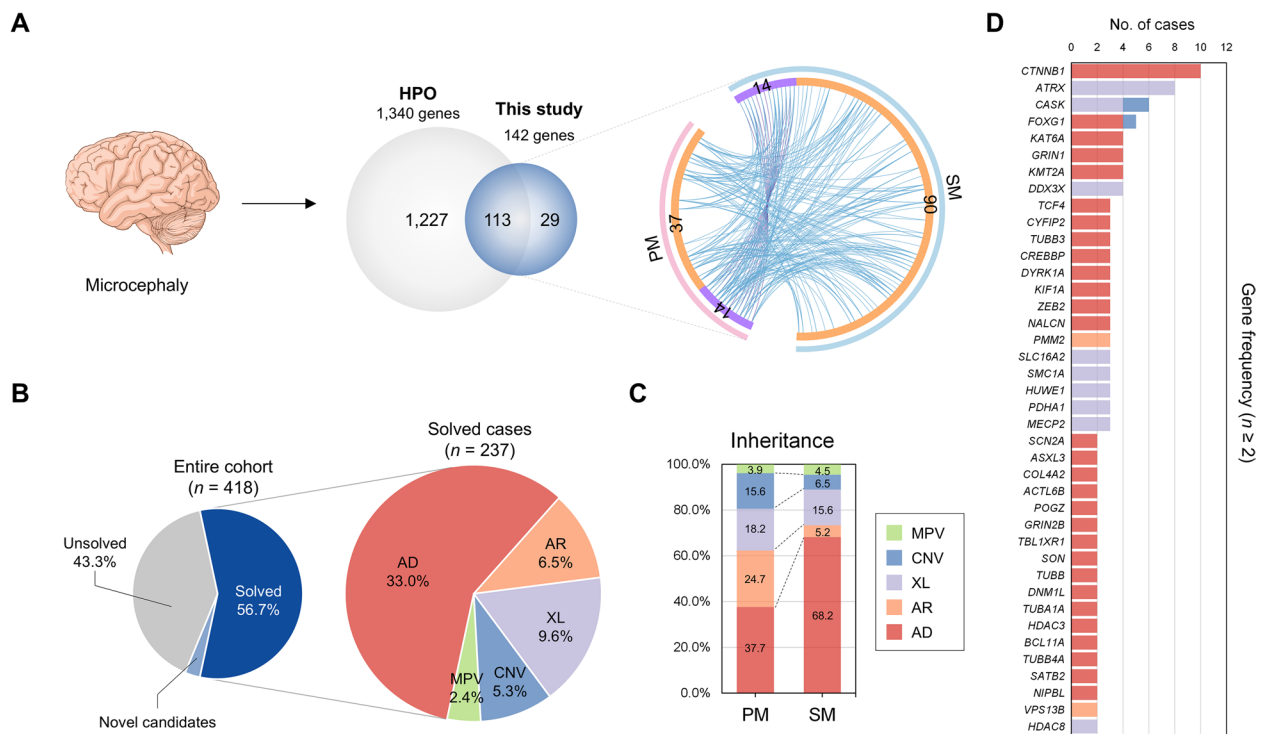 A
Microcephaly
HPO
1,340 genes
This study
142 genes
1,227
113
29
14
90
SM
37
PM
14
B
Entire cohort
(n = 418)
Unsolved
43.3%
Solved
56.7%
Novel candidates
Solved cases
(n = 237)
AD
33.0%
AR
6.5%
XL
9.6%
CNV
5.3%
MPV
2.4%
C
Inheritance
100.0%
80.0%
60.0%
40.0%
20.0%
0.0%
3.9
15.6
18.2
24.7
37.7
4.5
6.5
15.6
5.2
68.2
PM
SM
MPV
CNV
XL
AR
AD
D
No. of cases
0 2 4 6 8 10 12
CTNNB1
ATRX
CASK
FOXG1
KAT6A
GRIN1
KMT2A
DDX3X
TCF4
CYFIP2
TUBB3
CREBBP
DYRK1A
KIF1A
ZEB2
NALCN
PMM2
SLC16A2
SMC1A
HUWE1
PDHA1
MECP2
SCN2A
ASXL3
COL4A2
ACTL6B
POGZ
GRIN2B
TBL1XR1
SON
TUBB
DNM1L
TUBA1A
HDAC3
BCL11A
TUBB4A
SATB2
NIPBL
VPS13B
HDAC8
Gene frequency (n ≥ 2)